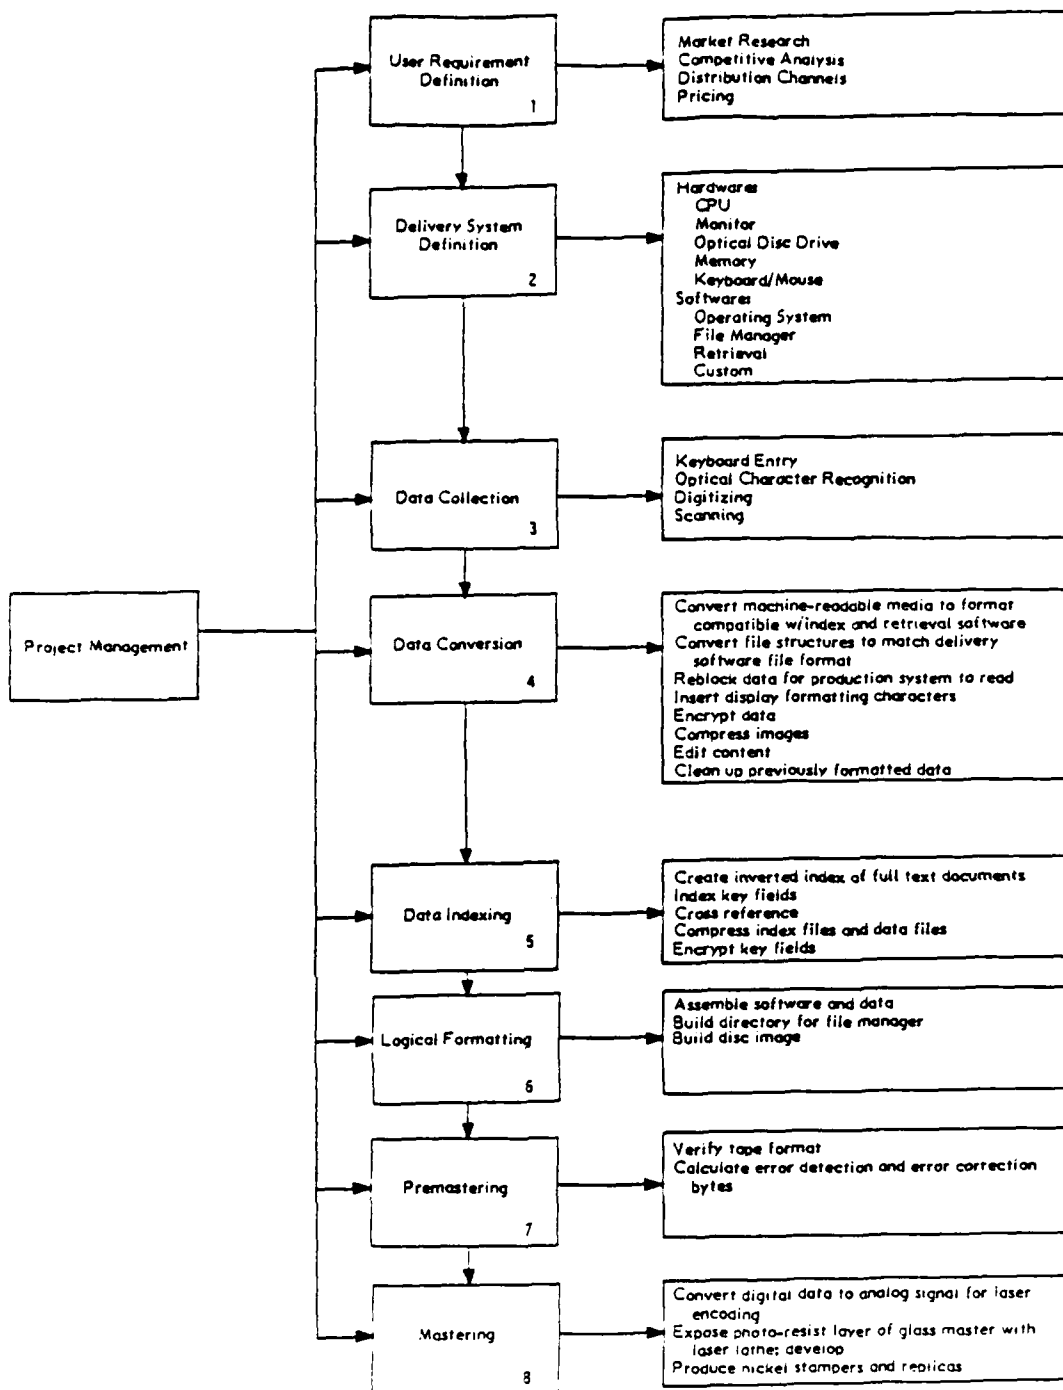 User Requirement
Definition
1
Market Research
Competitive Analysis
Distribution Channels
Pricing
Delivery System
Definition
2
Hardwares
CPU
Monitor
Optical Disc Drive
Memory
Keyboard/Mouse
Softwares
Operating System
File Manager
Retrieval
Custom
Data Collection
3
Keyboard Entry
Optical Character Recognition
Digitizing
Scanning
Project Management
Data Conversion
4
Convert machine-readable media to format
compatible w/index and retrieval software
Convert file structures to match delivery
software file format
Reblock data for production system to read
Insert display formatting characters
Encrypt data
Compress images
Edit content
Clean up previously formatted data
Data Indexing
5
Create inverted index of full text documents
Index key fields
Cross reference
Compress index files and data files
Encrypt key fields
Logical Formatting
6
Assemble software and data
Build directory for file manager
Build disc image
Premastering
7
Verify tape format
Calculate error detection and error correction
bytes
Mastering
8
Convert digital data to analog signal for laser
encoding
Expose photo-resist layer of glass master with
laser lathe; develop
Produce nickel stampers and replicas